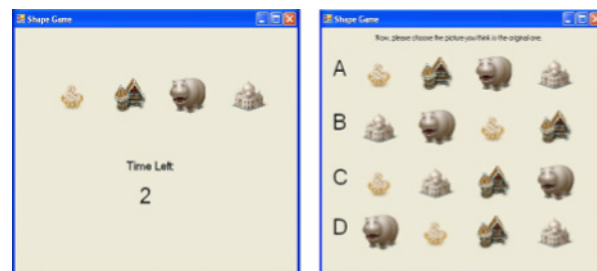 Shape Game
Time Left:
2
Shape Game
Now, please choose the picture you think is the original one.
A
B
C
D